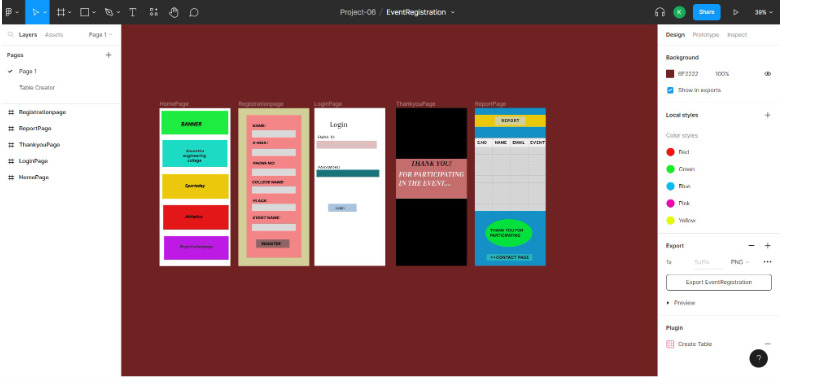 Project-06 / EventRegistration
K
Share
39%
Layers
Assets
Page 1
Pages
Page 1
Table Creator
Registrationpage
ReportPage
ThankyouPage
LoginPage
HomePage
HomePage
BANNER
engineering
college
Sportsday
Athletics
Registrationpage
Registrationpage
NAME:
E-MAIL:
PHONE NO:
COLLEGE NAME:
PLACE:
EVENT NAME:
REGISTER
LoginPage
Login
EMAIL ID
PASSWORD
Login
ThankyouPage
THANK YOU!
FOR PARTICIPATING
IN THE EVENT...
ReportPage
REPORT
S.NO NAME EMAIL EVENT
THANK YOU FOR
PARTICIPATING
CONTACT PAGE
Design
Prototype
Inspect
Background
6F2222
100%
Show in exports
Local styles
Color styles
Red
Green
Blue
Pink
Yellow
Export
1x
Suffix
PNG
Export EventRegistration
Preview
Plugin
Create Table
?